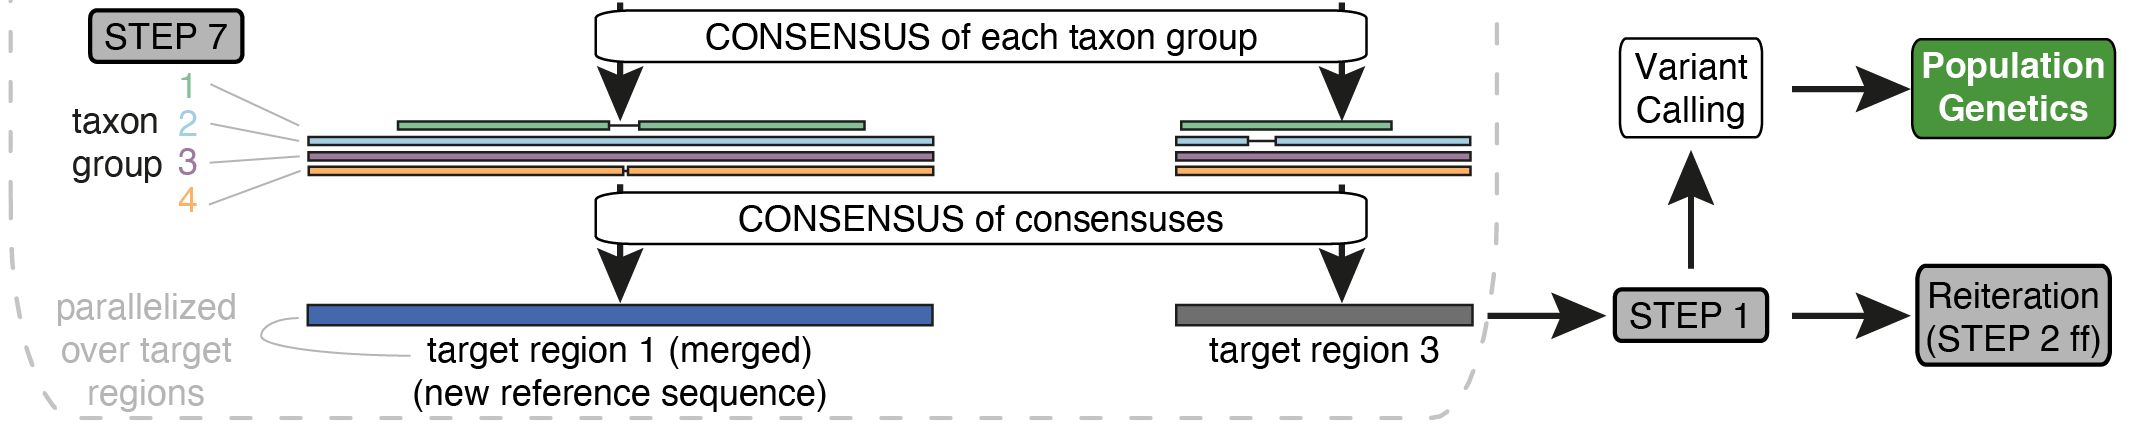 STEP 7
CONSENSUS of each taxon group
1
taxon 2
group 3
4
CONSENSUS of consensuses
parallelized
over target
regions
target region 1 (merged)
(new reference sequence)
target region 3
Variant
Calling
Population
Genetics
STEP 1
Reiteration
(STEP 2 ff)